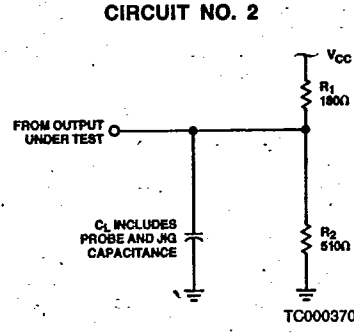 CIRCUIT NO. 2
VCC
R1
180Ω
FROM OUTPUT
UNDER TEST
CL INCLUDES
PROBE AND JIG
CAPACITANCE
R2
510Ω
TC000370